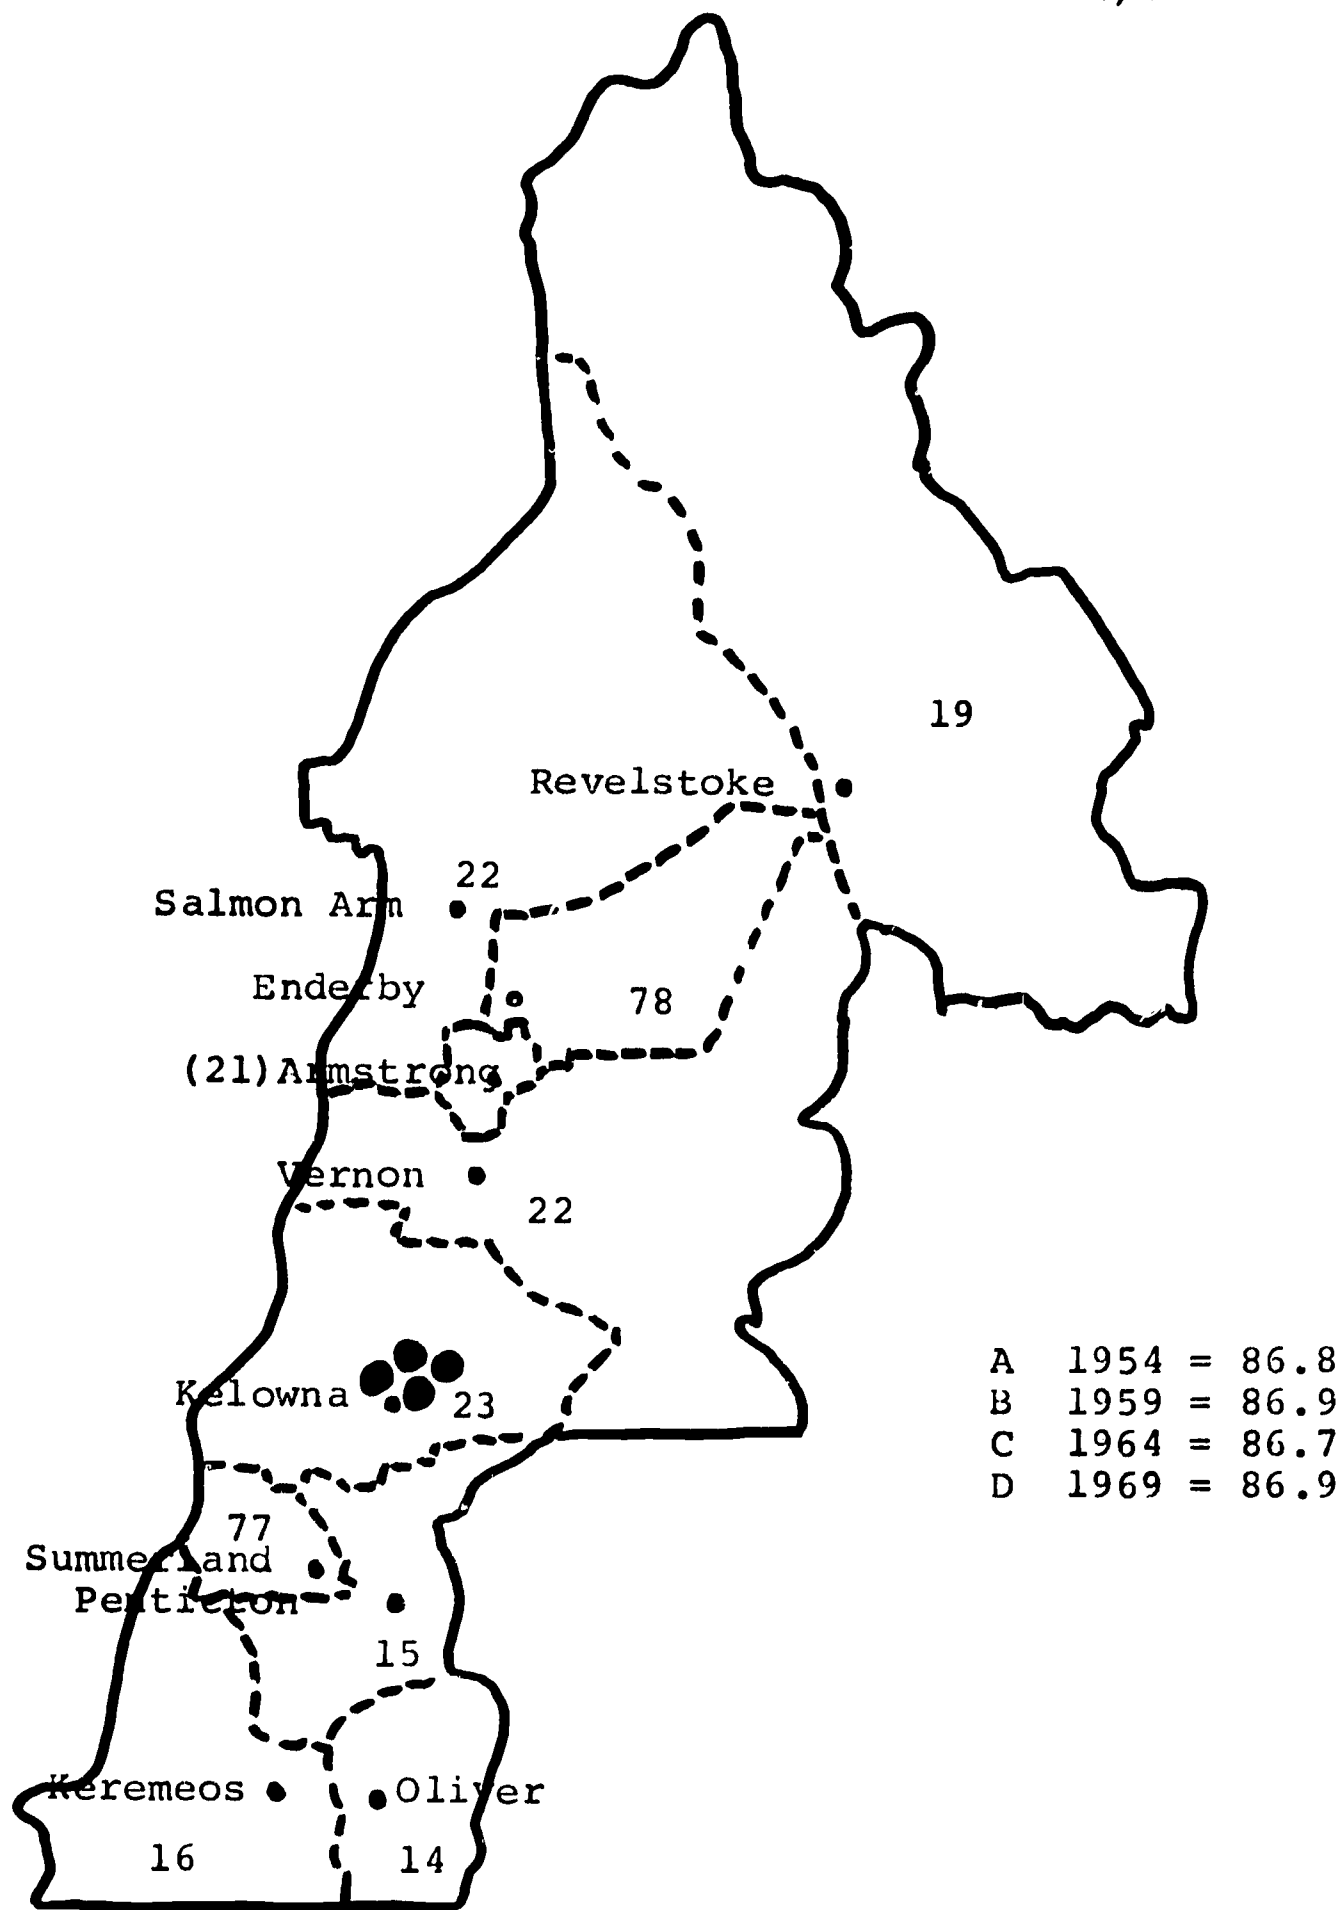 19
Revelstoke
22
Salmon Arm
Enderby
78
(21)Armstrong
Vernon
22
A 1954 = 86.8
B 1959 = 86.9
Kelowna
23
C 1964 = 86.7
D 1969 = 86.9
77
Summerland
Penticton
15
Keremeos
Oliver
16
14